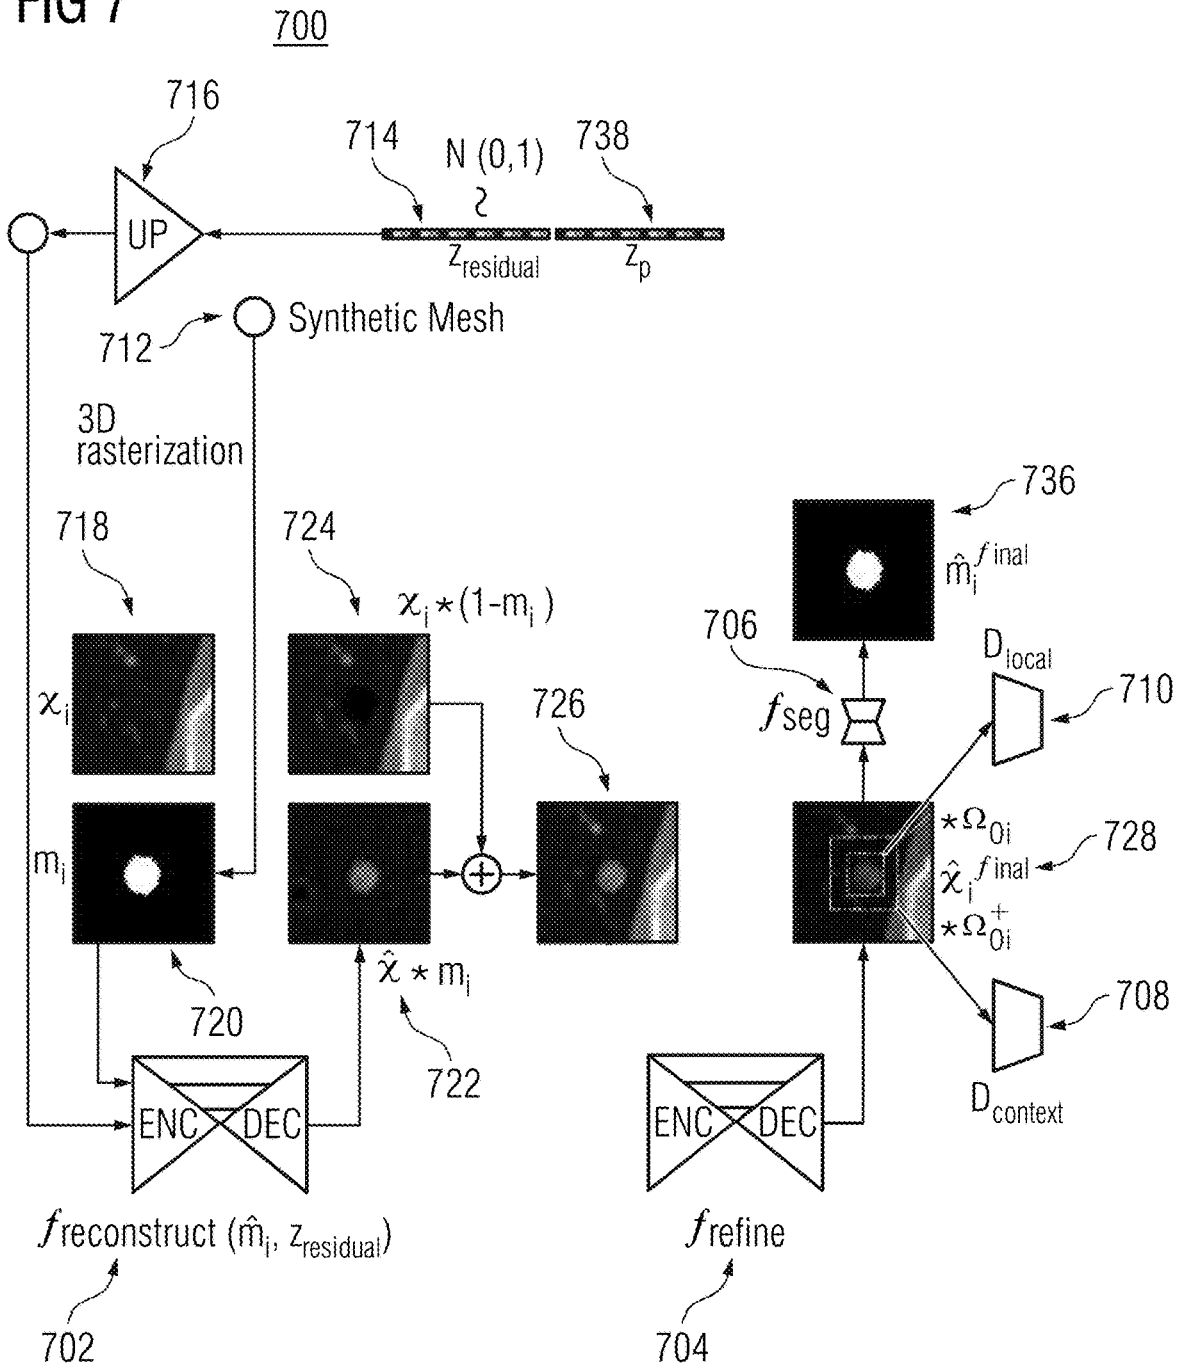 FIG 7
700
716
714
N (0,1)
738
UP
z_residual
z_p
712
Synthetic Mesh
3D
rasterization
718
724
736
χ_i * (1-m_i )
m̂_i^final
706
D_local
χ_i
726
f_seg
710
m_i
* Ω_0i
728
χ̂_i^final
* Ω_0i^+
χ̂ * m_i
720
722
708
ENC DEC
ENC DEC
D_context
f_reconstruct (m̂_i, z_residual)
f_refine
702
704